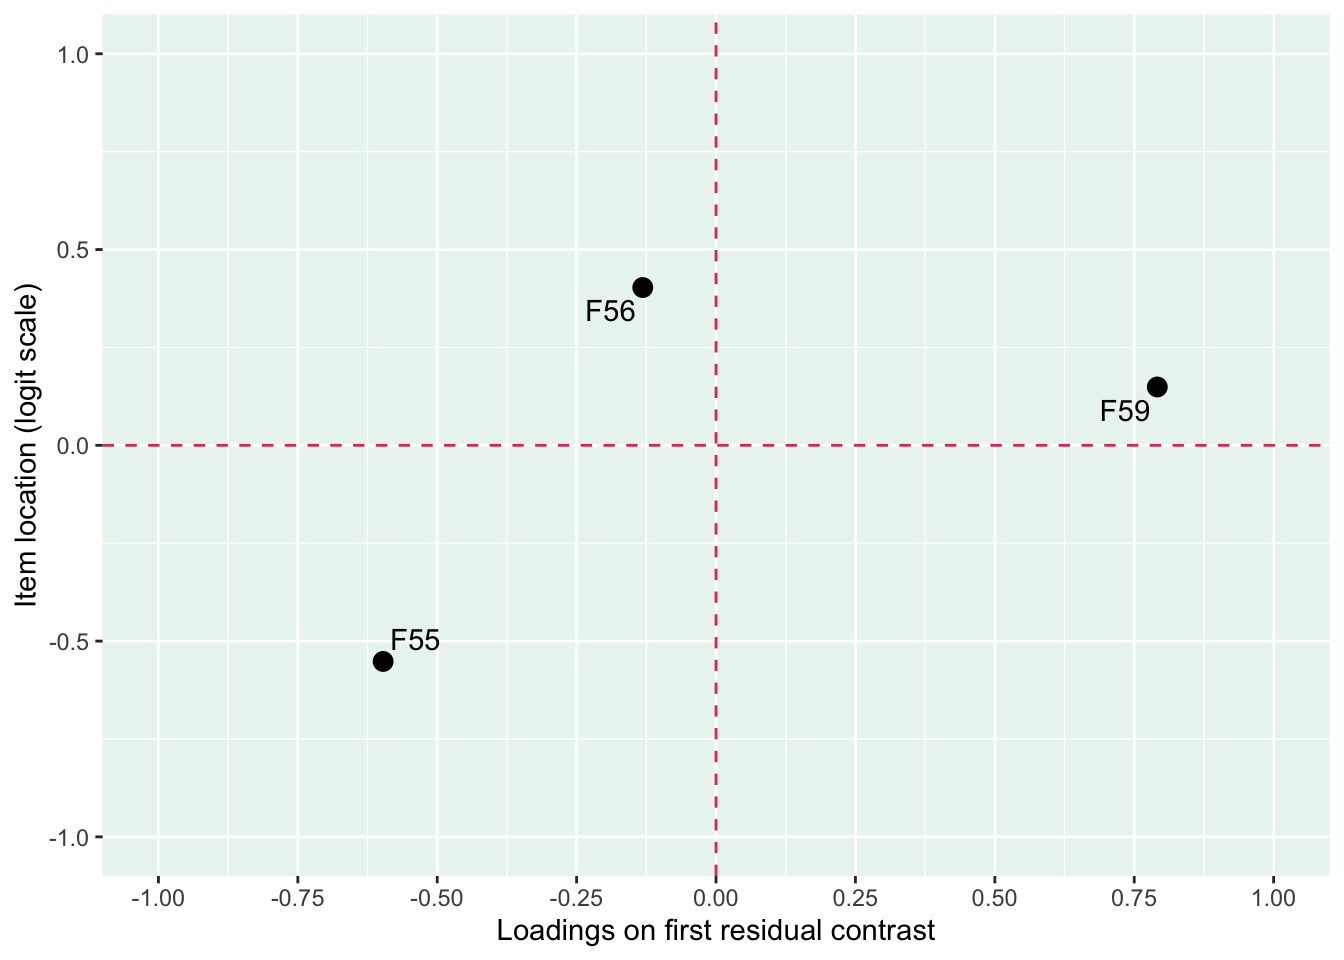 1.0
0.5
0.0
-0.5
-1.0
Item location (logit scale)
F56
F59
F55
-1.00 -0.75 -0.50 -0.25 0.00 0.25 0.50 0.75 1.00
Loadings on first residual contrast